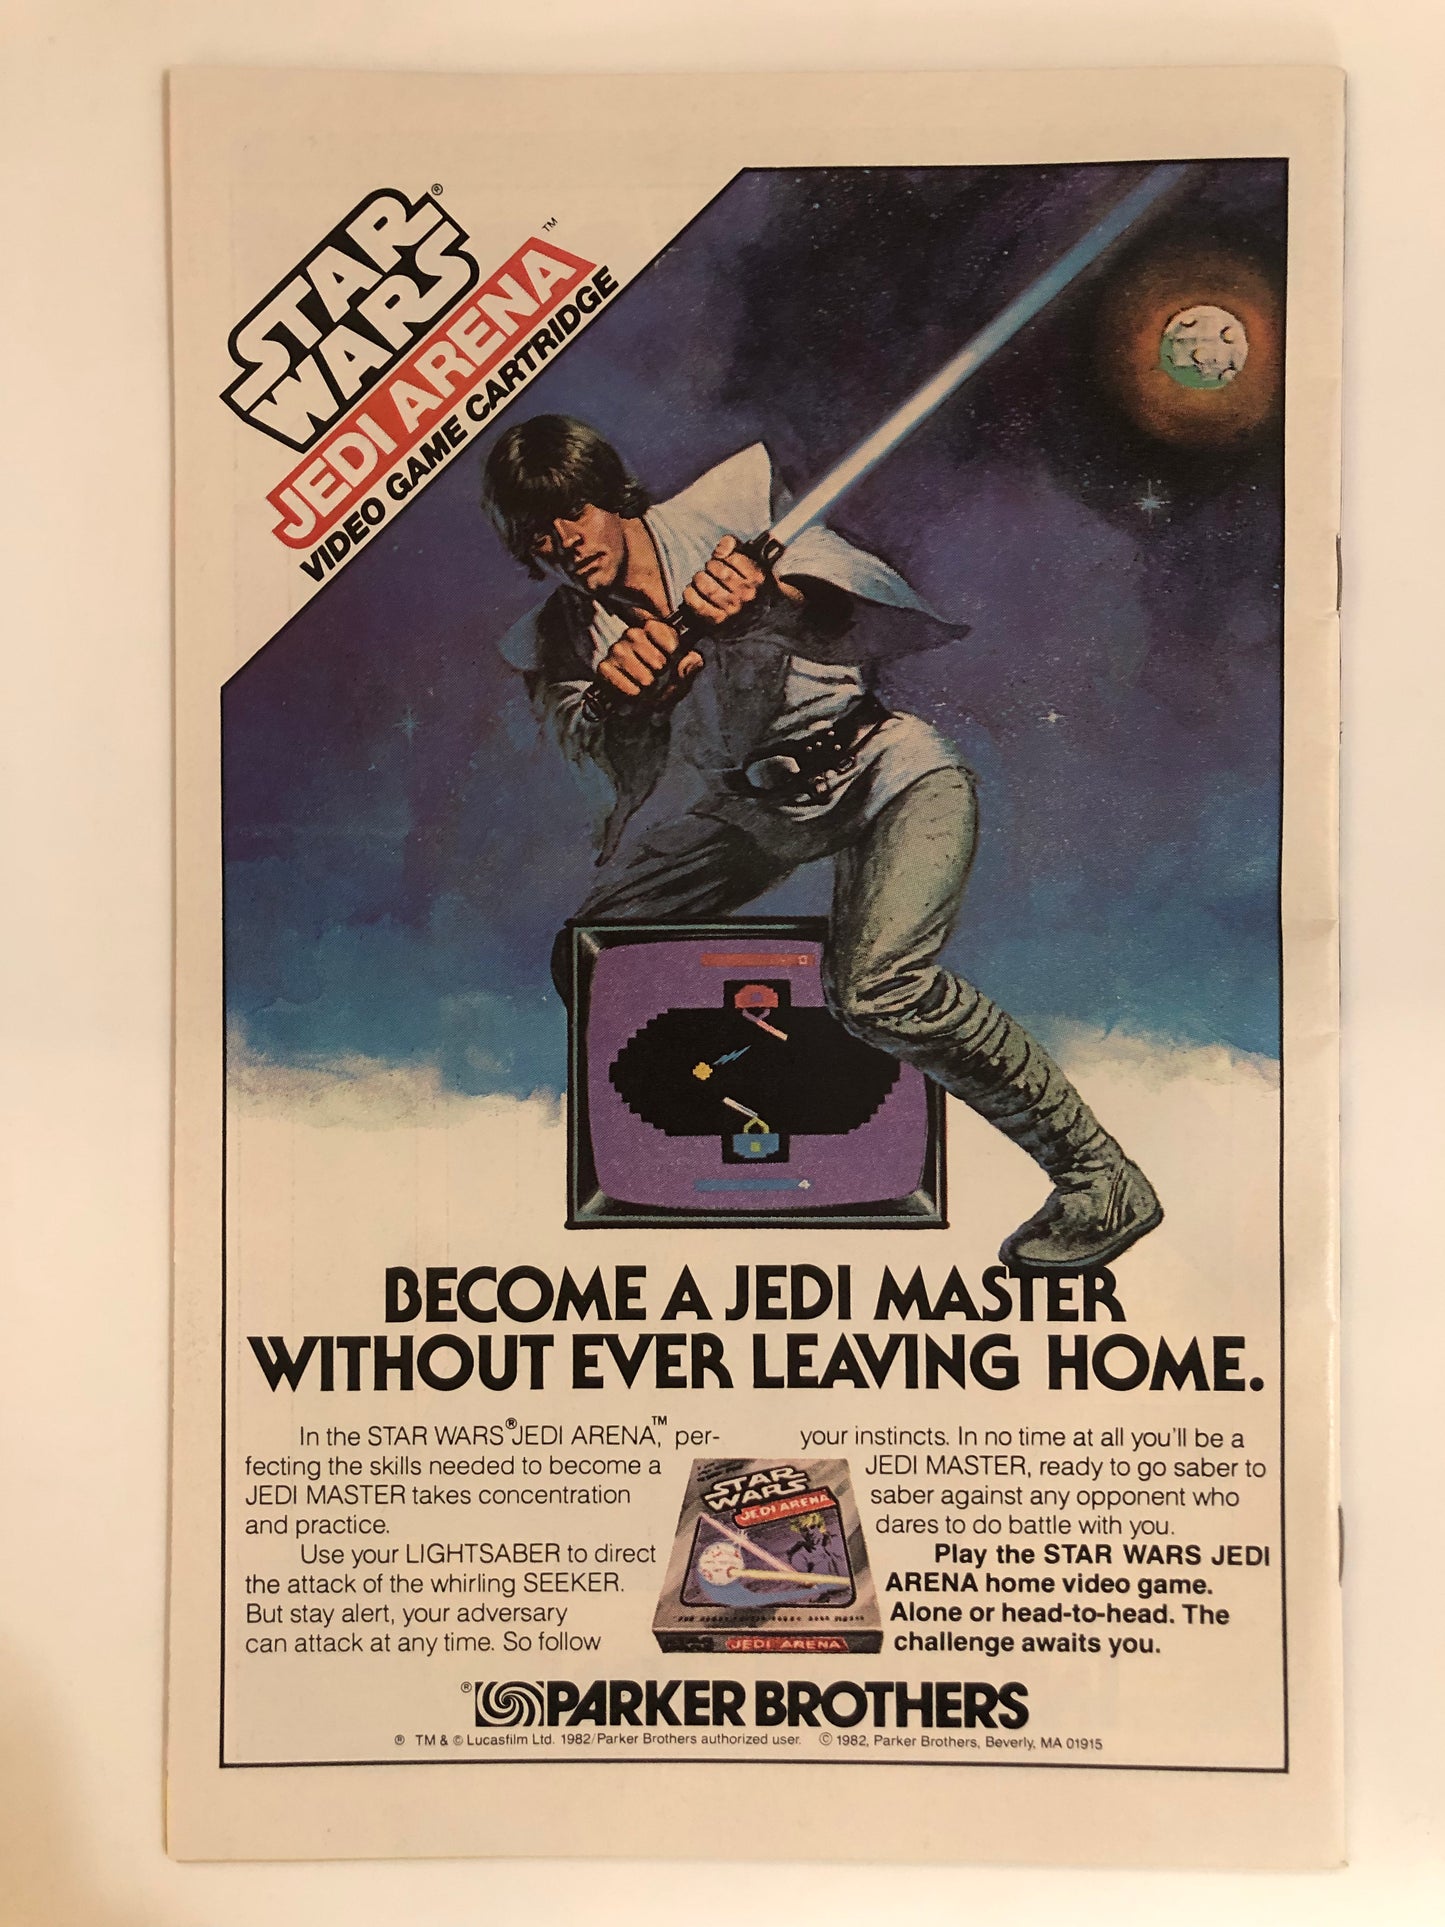 STAR®
WARS
JEDI ARENA™
VIDEO GAME CARTRIDGE
3
4
BECOME A JEDI MASTER
WITHOUT EVER LEAVING HOME.
In the STAR WARS® JEDI ARENA,™ per-
fecting the skills needed to become a
JEDI MASTER takes concentration
and practice.
Use your LIGHTSABER to direct
the attack of the whirling SEEKER.
But stay alert, your adversary
can attack at any time. So follow
your instincts. In no time at all you'll be a
JEDI MASTER, ready to go saber to
saber against any opponent who
dares to do battle with you.
Play the STAR WARS JEDI
ARENA home video game.
Alone or head-to-head. The
challenge awaits you.
STAR
WARS
JEDI ARENA
JEDI ARENA
® PARKER BROTHERS
® TM & © Lucasfilm Ltd. 1982/Parker Brothers authorized user. © 1982, Parker Brothers, Beverly, MA 01915